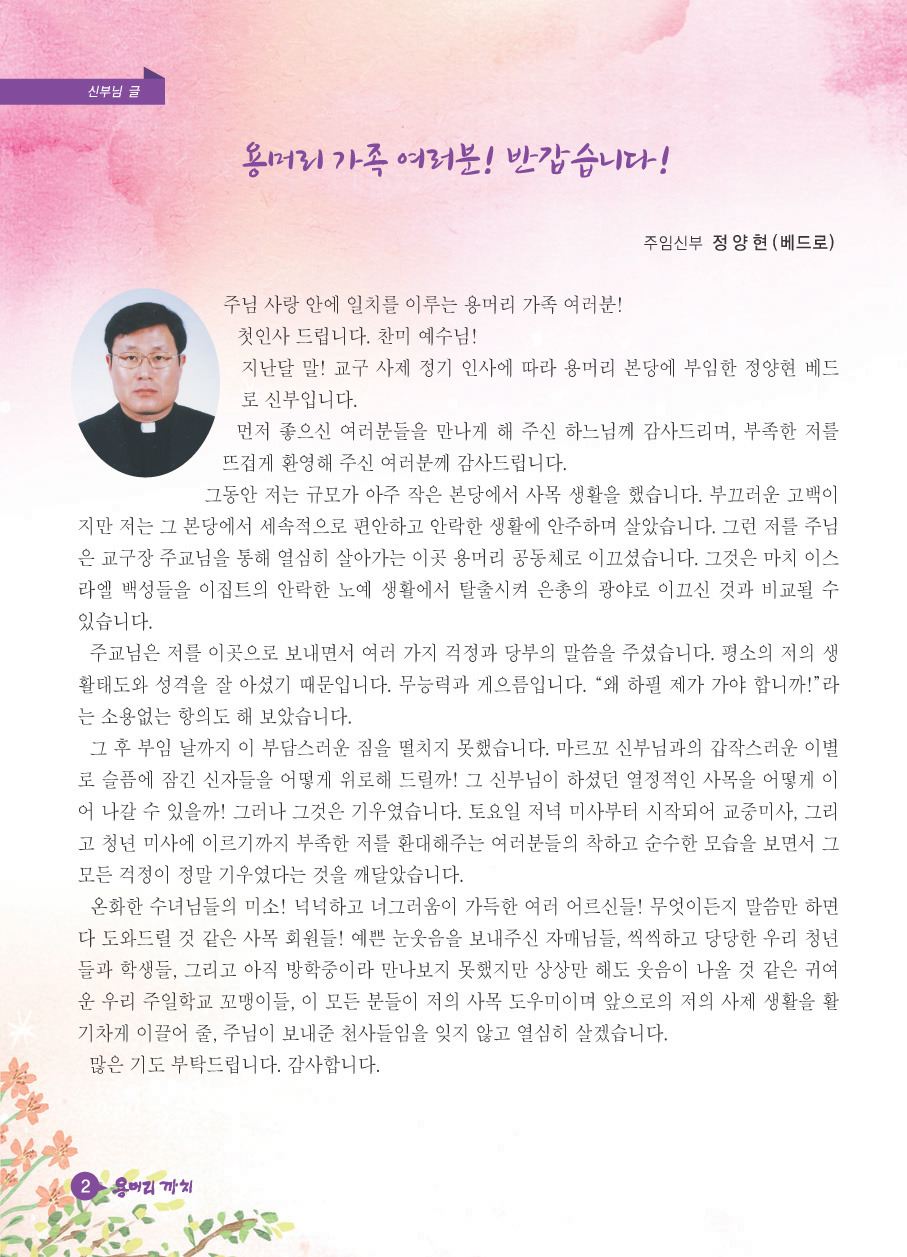 신부님 글
용머리 가족 여러분! 반갑습니다!
주임신부 정양현(베드로)
주님 사랑 안에 일치를 이루는 용머리 가족 여러분!
첫인사 드립니다. 찬미 예수님!
지난달 말! 교구 사제 정기 인사에 따라 용머리 본당에 부임한 정양현 베드
로 신부입니다.
먼저 좋으신 여러분들을 만나게 해 주신 하느님께 감사드리며, 부족한 저를
뜨겁게 환영해 주신 여러분께 감사드립니다.
그동안 저는 규모가 아주 작은 본당에서 사목 생활을 했습니다. 부끄러운 고백이
지만 저는 그 본당에서 세속적으로 편안하고 안락한 생활에 안주하며 살았습니다. 그런 저를 주님
은 교구장 주교님을 통해 열심히 살아가는 이곳 용머리 공동체로 이끄셨습니다. 그것은 마치 이스
라엘 백성들을 이집트의 안락한 노예 생활에서 탈출시켜 은총의 광야로 이끄신 것과 비교될 수
있습니다.
주교님은 저를 이곳으로 보내면서 여러 가지 걱정과 당부의 말씀을 주셨습니다. 평소의 저의 생
활태도와 성격을 잘 아셨기 때문입니다. 무능력과 게으름입니다. “왜 하필 제가 가야 합니까!”라
는 소용없는 항의도 해 보았습니다.
그 후 부임 날까지 이 부담스러운 짐을 떨치지 못했습니다. 마르꼬 신부님과의 갑작스러운 이별
로 슬픔에 잠긴 신자들을 어떻게 위로해 드릴까! 그 신부님이 하셨던 열정적인 사목을 어떻게 이
어 나갈 수 있을까! 그러나 그것은 기우였습니다. 토요일 저녁 미사부터 시작되어 교중미사, 그리
고 청년 미사에 이르기까지 부족한 저를 환대해주는 여러분들의 착하고 순수한 모습을 보면서 그
모든 걱정이 정말 기우였다는 것을 깨달았습니다.
온화한 수녀님들의 미소! 넉넉하고 너그러움이 가득한 여러 어르신들! 무엇이든지 말씀만 하면
다 도와드릴 것 같은 사목 회원들! 예쁜 눈웃음을 보내주신 자매님들, 씩씩하고 당당한 우리 청년
들과 학생들, 그리고 아직 방학중이라 만나보지 못했지만 상상만 해도 웃음이 나올 것 같은 귀여
운 우리 주일학교 꼬맹이들, 이 모든 분들이 저의 사목 도우미이며 앞으로의 저의 사제 생활을 활
기차게 이끌어 줄, 주님이 보내준 천사들임을 잊지 않고 열심히 살겠습니다.
많은 기도 부탁드립니다. 감사합니다.
2 용머리 까치